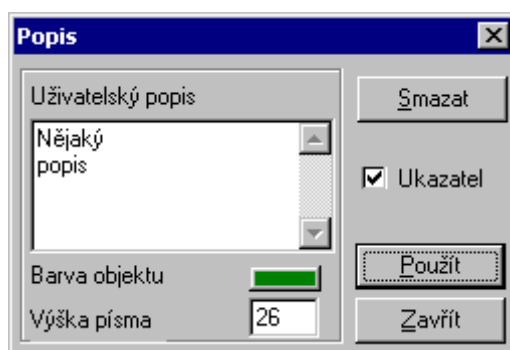 Popis
Uživatelský popis
Nějaký
popis
Barva objektu
Výška písma
26
Smazat
Ukazatel
Použít
Zavřít